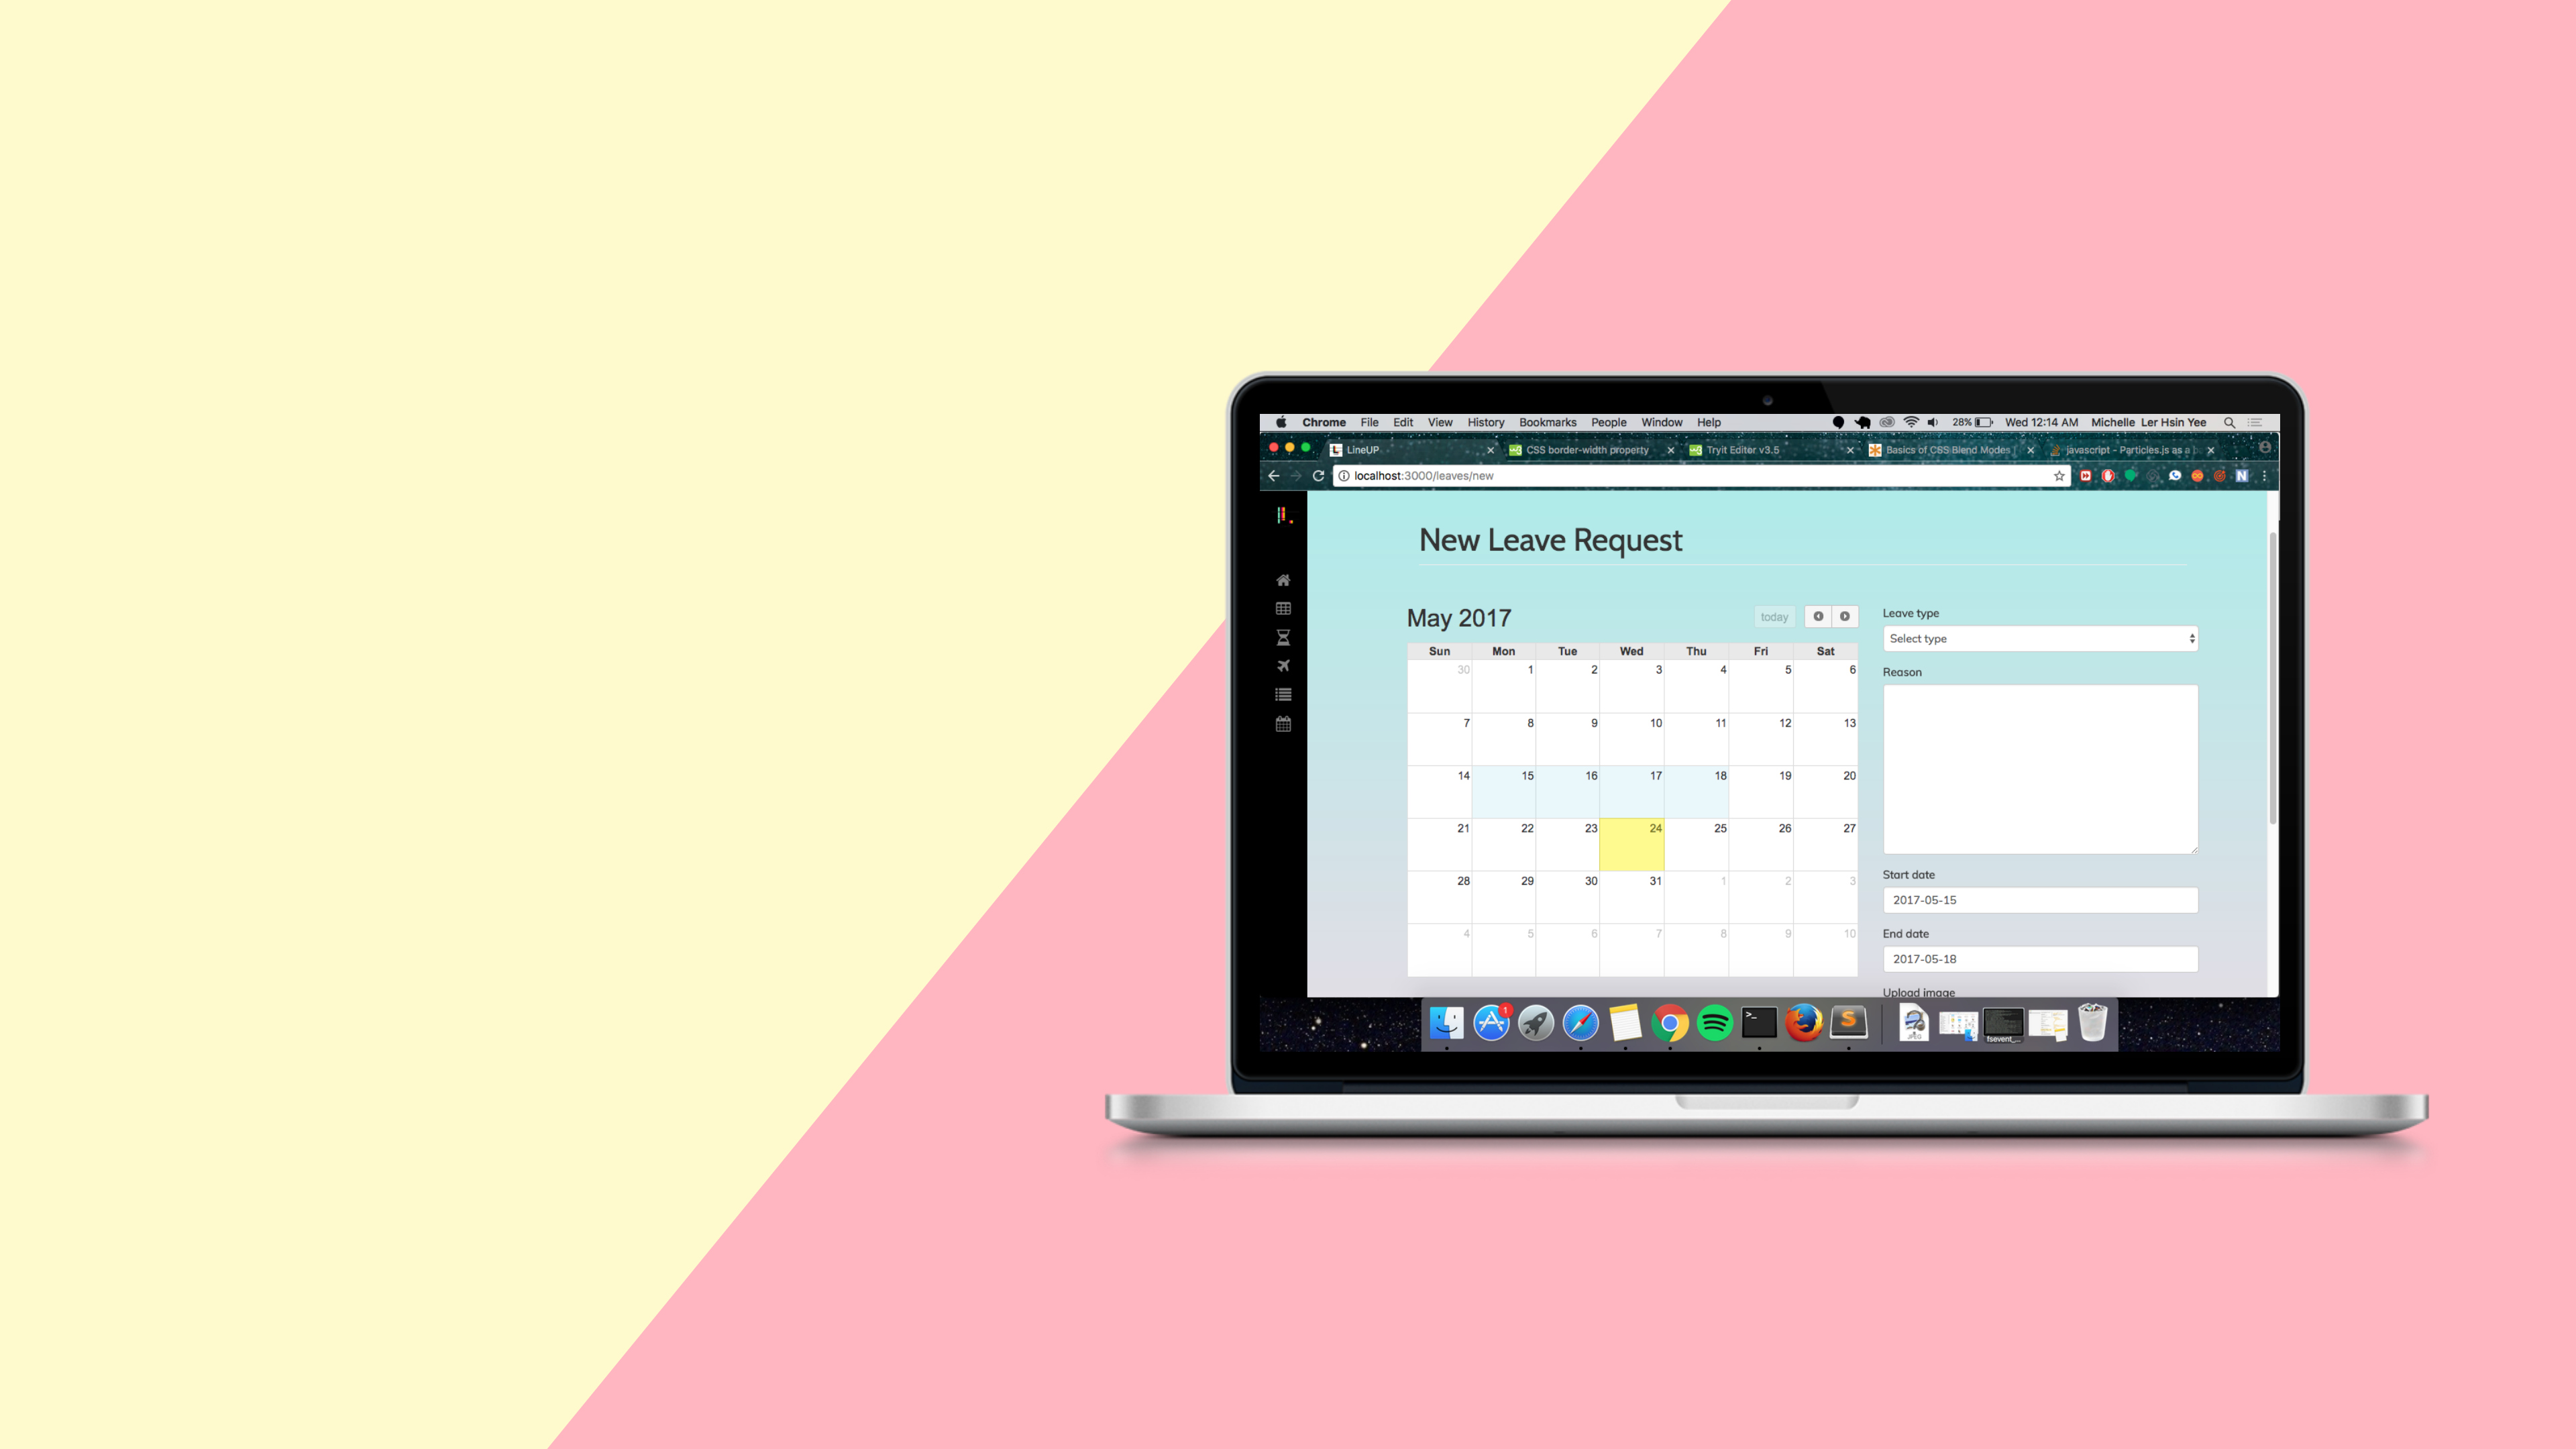 Chrome File Edit View History Bookmarks People Window Help 28% Wed 12:14 AM Michelle Ler Hsin Yee
LineUP CSS border-width property Tryit Editor v3.5 Basics of CSS Blend Modes javascript - Particles.js as a
localhost:3000/leaves/new
New Leave Request
May 2017 today
Sun Mon Tue Wed Thu Fri Sat
30 1 2 3 4 5 6
7 8 9 10 11 12 13
14 15 16 17 18 19 20
21 22 23 24 25 26 27
28 29 30 31 1 2 3
4 5 6 7 8 9 10
Leave type
Select type
Reason
Start date
2017-05-15
End date
2017-05-18
Upload image
1
S
JPEG
fsevent_...